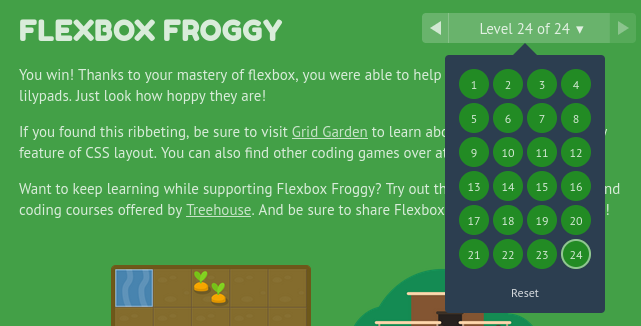 FLEXBOX FROGGY
Level 24 of 24 ▼
You win! Thanks to your mastery of flexbox, you were able to help
lilypads. Just look how hoppy they are!
If you found this ribbeting, be sure to visit Grid Garden to learn
feature of CSS layout. You can also find other coding games over at
Want to keep learning while supporting Flexbox Froggy? Try out
coding courses offered by Treehouse. And be sure to share Flexbox
1 2 3 4
5 6 7 8
9 10 11 12
13 14 15 16
17 18 19 20
21 22 23 24
Reset